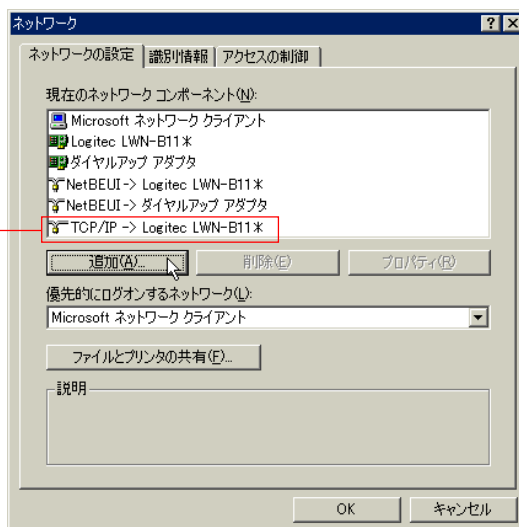 ネットワーク
ネットワークの設定 識別情報 アクセスの制御
現在のネットワーク コンポーネント(N):
Microsoft ネットワーク クライアント
Logitec LWN-B11*
ダイヤルアップ アダプタ
NetBEUI -> Logitec LWN-B11*
NetBEUI -> ダイヤルアップ アダプタ
TCP/IP -> Logitec LWN-B11*
追加(A)... 削除(E) プロパティ(R)
優先的にログオンするネットワーク(L):
Microsoft ネットワーク クライアント
ファイルとプリンタの共有(F)...
説明
OK キャンセル